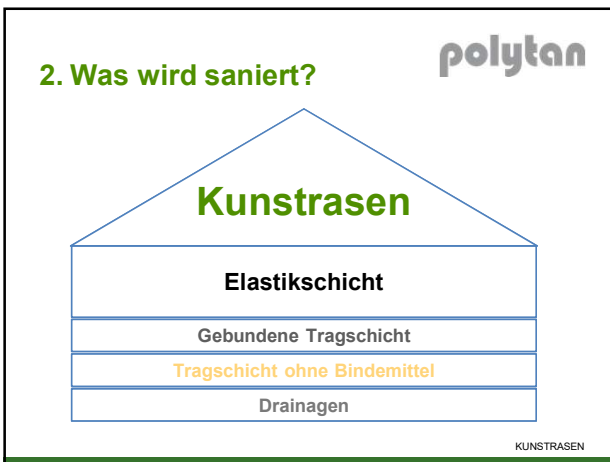 polytan
2. Was wird saniert?
Kunstrasen
Elastikschicht
Gebundene Tragschicht
Tragschicht ohne Bindemittel
Drainagen
KUNSTRASEN